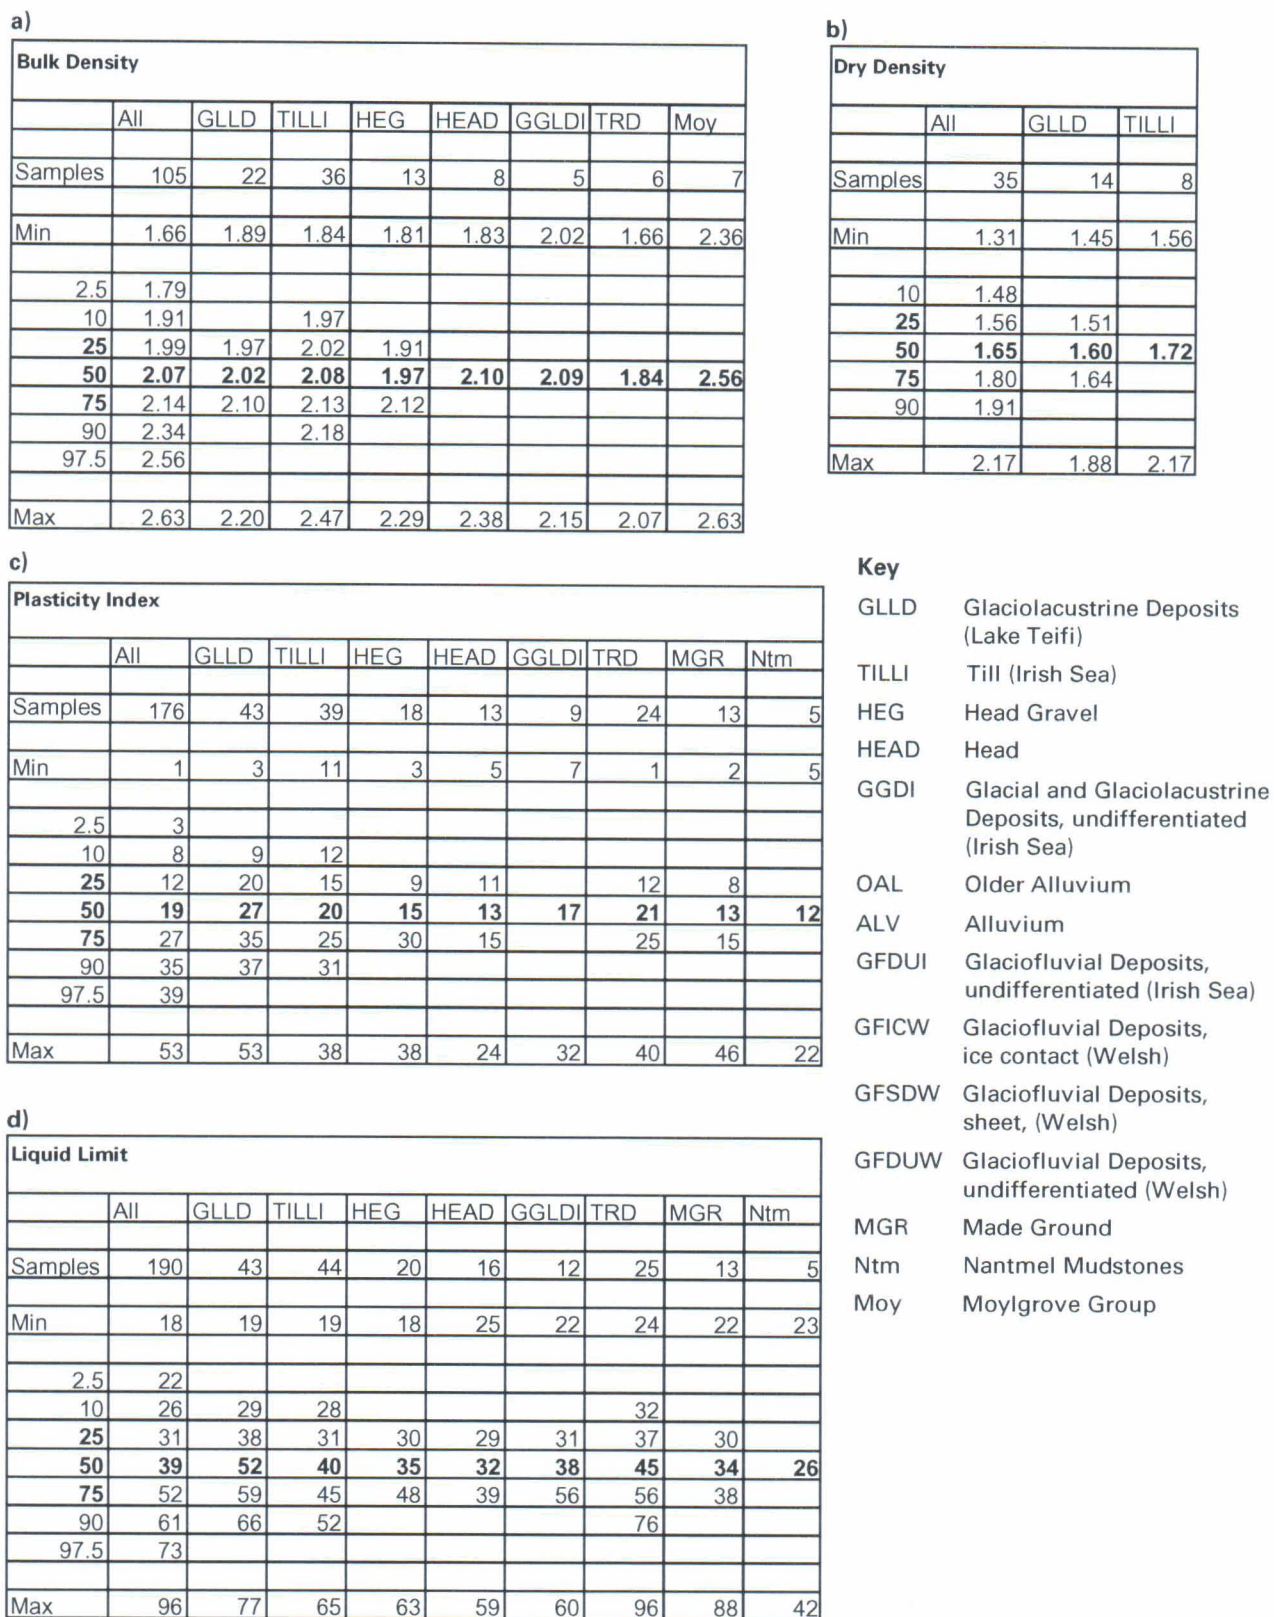 a)
Bulk Density
All GLLD TILLI HEG HEAD GGLDI TRD Moy
Samples 105 22 36 13 8 5 6 7
Min 1.66 1.89 1.84 1.81 1.83 2.02 1.66 2.36
2.5 1.79
10 1.91 1.97
25 1.99 1.97 2.02 1.91
50 2.07 2.02 2.08 1.97 2.10 2.09 1.84 2.56
75 2.14 2.10 2.13 2.12
90 2.34 2.18
97.5 2.56
Max 2.63 2.20 2.47 2.29 2.38 2.15 2.07 2.63
b)
Dry Density
All GLLD TILLI
Samples 35 14 8
Min 1.31 1.45 1.56
10 1.48
25 1.56 1.51
50 1.65 1.60 1.72
75 1.80 1.64
90 1.91
Max 2.17 1.88 2.17
c)
Plasticity Index
All GLLD TILLI HEG HEAD GGLDI TRD MGR Ntm
Samples 176 43 39 18 13 9 24 13 5
Min 1 3 11 3 5 7 1 2 5
2.5 3
10 8 9 12
25 12 20 15 9 11 12 8
50 19 27 20 15 13 17 21 13 12
75 27 35 25 30 15 25 15
90 35 37 31
97.5 39
Max 53 53 38 38 24 32 40 46 22
d)
Liquid Limit
All GLLD TILLI HEG HEAD GGLDI TRD MGR Ntm
Samples 190 43 44 20 16 12 25 13 5
Min 18 19 19 18 25 22 24 22 23
2.5 22
10 26 29 28 32
25 31 38 31 30 29 31 37 30
50 39 52 40 35 32 38 45 34 26
75 52 59 45 48 39 56 56 38
90 61 66 52 76
97.5 73
Max 96 77 65 63 59 60 96 88 42
Key
GLLD Glaciolacustrine Deposits
(Lake Teifi)
TILLI Till (Irish Sea)
HEG Head Gravel
HEAD Head
GGDI Glacial and Glaciolacustrine
Deposits, undifferentiated
(Irish Sea)
OAL Older Alluvium
ALV Alluvium
GFDUI Glaciofluvial Deposits,
undifferentiated (Irish Sea)
GFICW Glaciofluvial Deposits,
ice contact (Welsh)
GFSDW Glaciofluvial Deposits,
sheet, (Welsh)
GFDUW Glaciofluvial Deposits,
undifferentiated (Welsh)
MGR Made Ground
Ntm Nantmel Mudstones
Moy Moylgrove Group